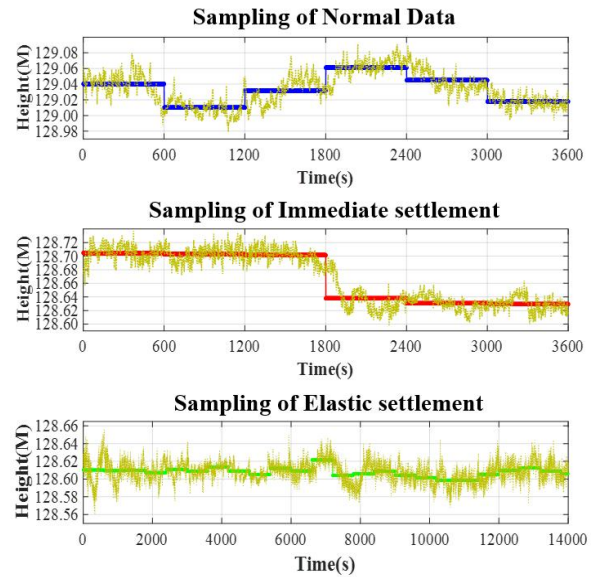 Sampling of Normal Data
Height(M)
129.08
129.06
129.04
129.02
129.00
128.98
0 600 1200 1800 2400 3000 3600
Time(s)
Sampling of Immediate settlement
Height(M)
128.72
128.70
128.68
128.66
128.64
128.62
128.60
0 600 1200 1800 2400 3000 3600
Time(s)
Sampling of Elastic settlement
Height(M)
128.66
128.64
128.62
128.60
128.58
128.56
0 2000 4000 6000 8000 10000 12000 14000
Time(s)